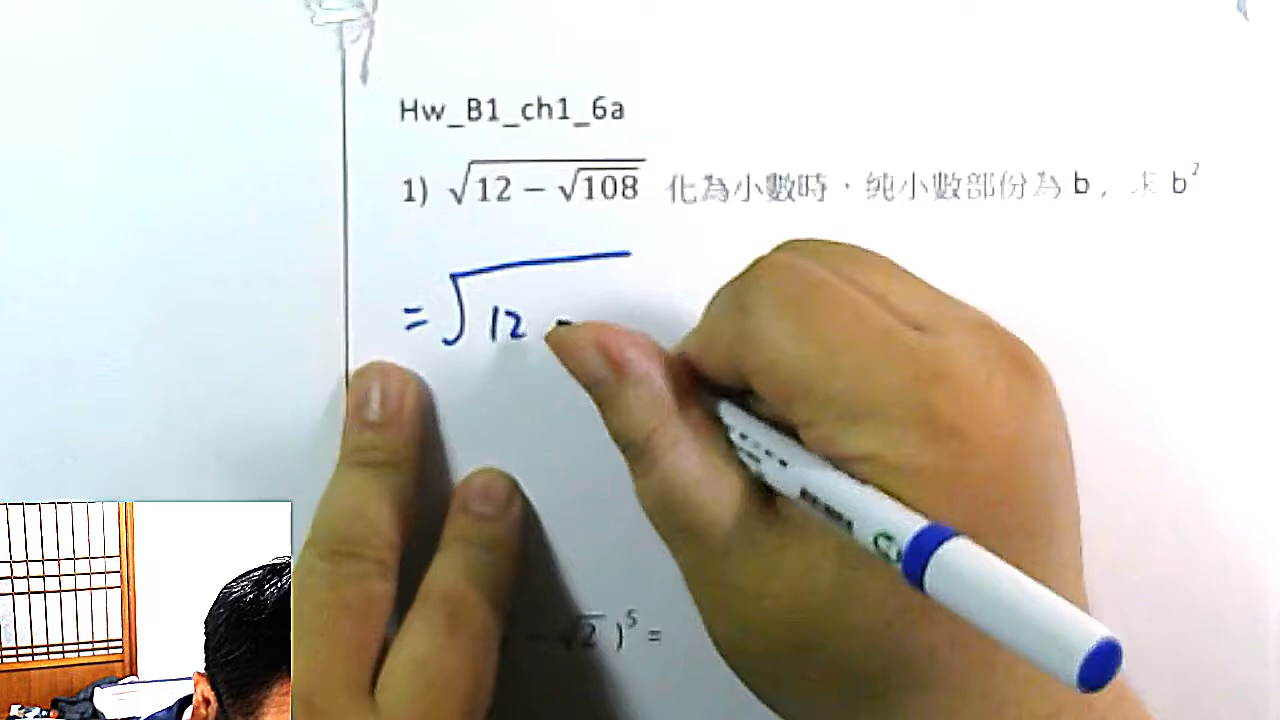 Hw_B1_ch1_6a
1) √(12 − √108) 化為小數時，純小數部份為 b , 求 b²
= √12 -
− √2 )⁵ =